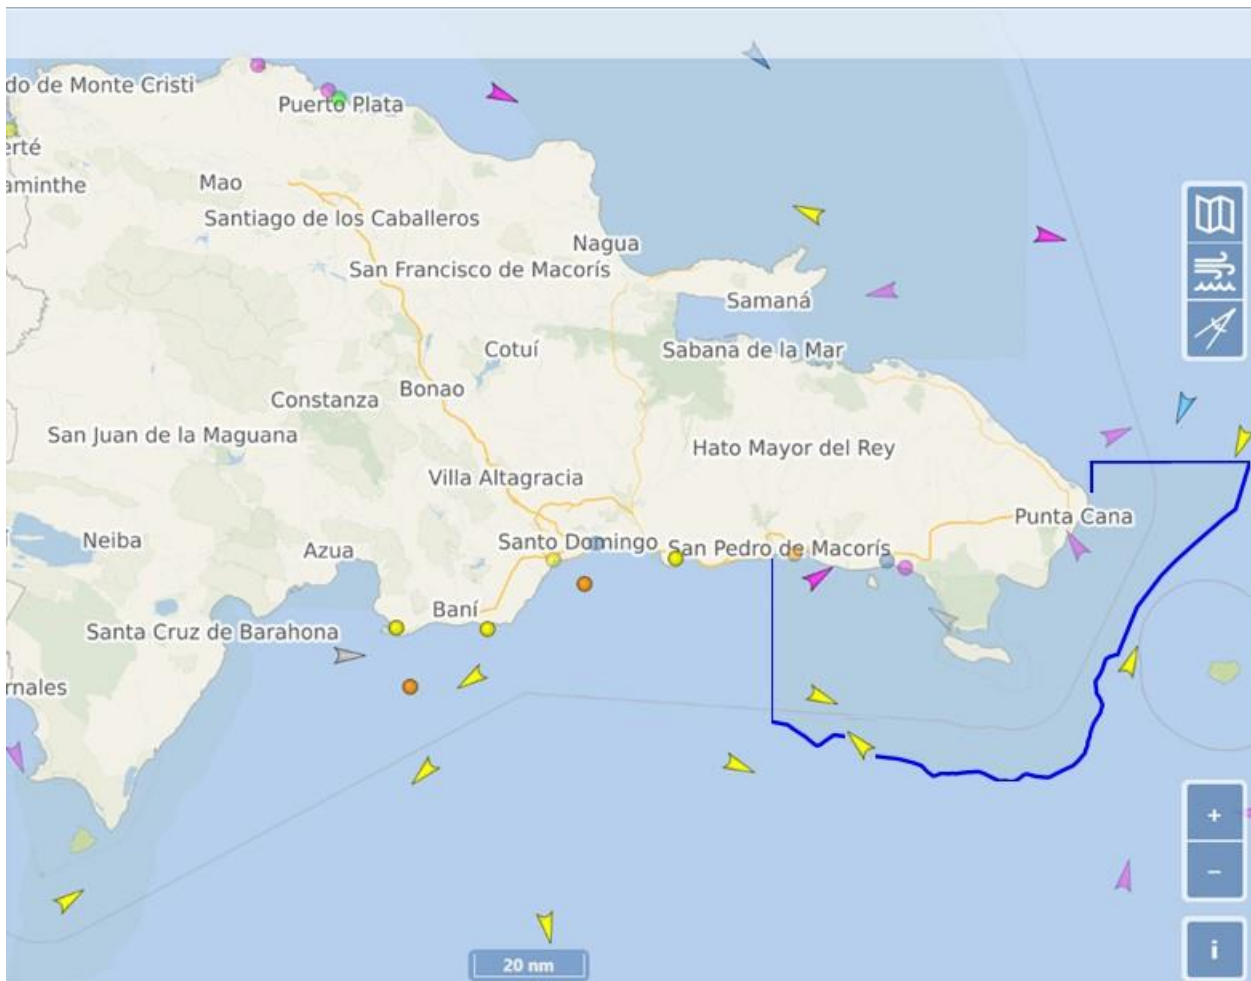 do de Monte Cristi
Puerto Plata
erté
aminthe
Mao
Santiago de los Caballeros
Nagua
San Francisco de Macorís
Samaná
Cotuí
Sabana de la Mar
Bonao
Constanza
San Juan de la Maguana
Hato Mayor del Rey
Villa Altagracia
Punta Cana
Neiba
Azua
Santo Domingo
San Pedro de Macorís
Baní
Santa Cruz de Barahona
rnales
+
−
i
20 nm